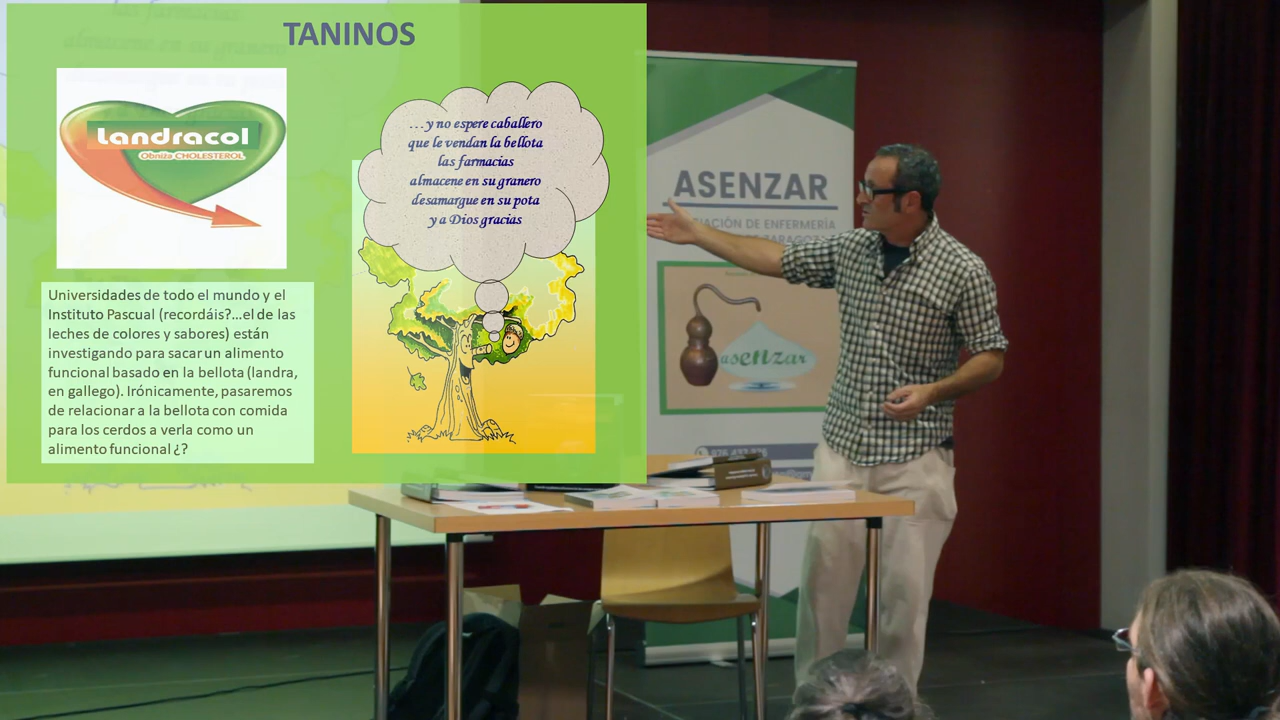 TANINOS
Landracol
Obniża CHOLESTEROL
...y no espere caballero
que le vendan la bellota
las farmacias
almacene en su granero
desamargue en su pota
y a Dios gracias
Universidades de todo el mundo y el
Instituto Pascual (recordáis?...el de las
leches de colores y sabores) están
investigando para sacar un alimento
funcional basado en la bellota (landra,
en gallego). Irónicamente, pasaremos
de relacionar a la bellota con comida
para los cerdos a verla como un
alimento funcional ¿?
ASENZAR
DE ENFERMERÍA
ZARAGOZA
asenzar